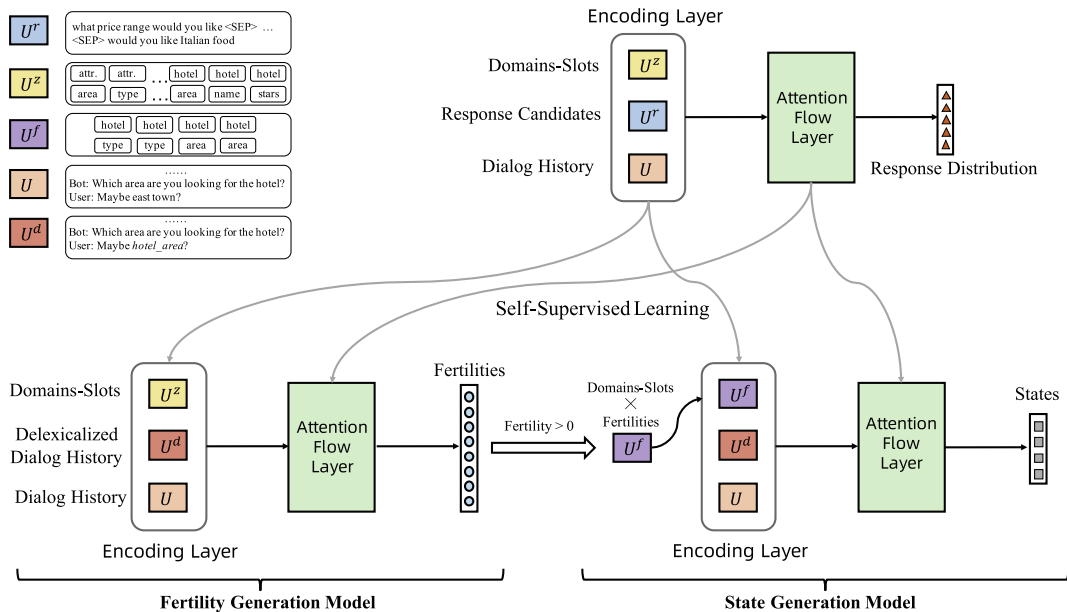 U^r
what price range would you like <SEP> …
<SEP> would you like Italian food
U^z
attr. attr. … hotel hotel hotel
area type … area name stars
U^f
hotel hotel hotel hotel
type type area area
U
……
Bot: Which area are you looking for the hotel?
User: Maybe east town?
U^d
……
Bot: Which area are you looking for the hotel?
User: Maybe hotel_area?
Encoding Layer
Domains-Slots
U^z
Response Candidates
U^r
Dialog History
U
Attention
Flow
Layer
Response Distribution
Self-Supervised Learning
Domains-Slots
U^z
Delexicalized
Dialog History
U^d
Dialog History
U
Encoding Layer
Attention
Flow
Layer
Fertilities
Fertility > 0
Domains-Slots
×
Fertilities
U^f
U^f
U^d
U
Encoding Layer
Attention
Flow
Layer
States
Fertility Generation Model
State Generation Model